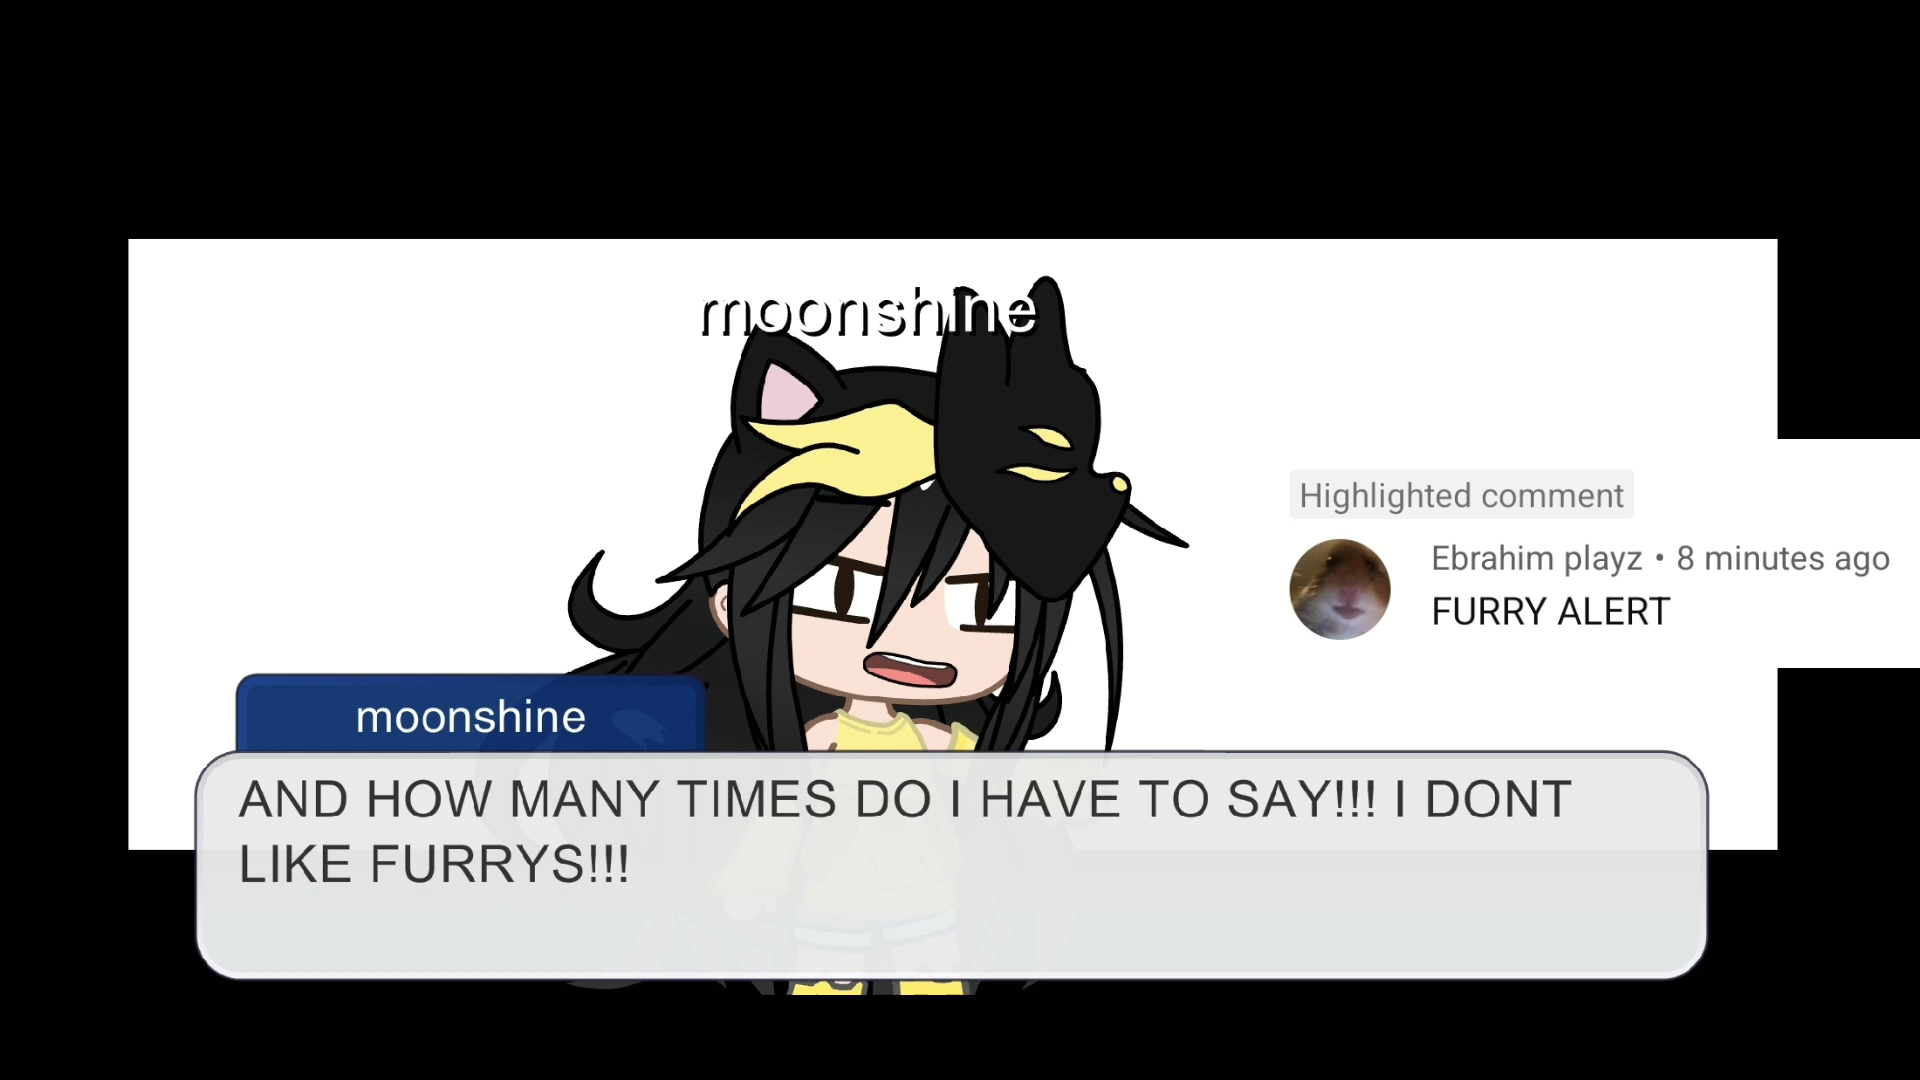 moonshine
Highlighted comment
Ebrahim playz • 8 minutes ago
FURRY ALERT
moonshine
AND HOW MANY TIMES DO I HAVE TO SAY!!! I DONT
LIKE FURRYS!!!